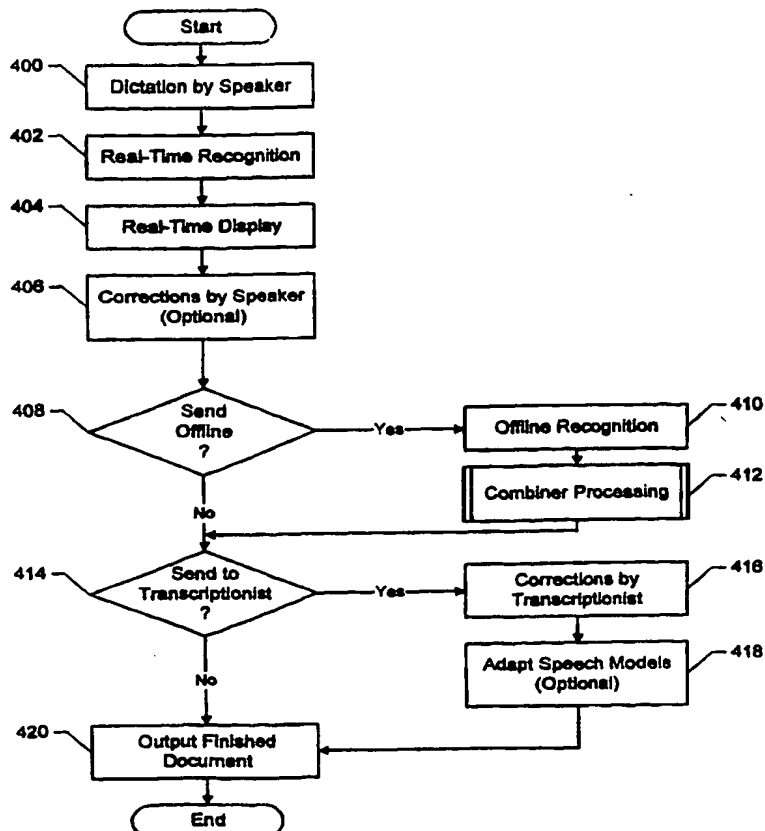 Start
400
Dictation by Speaker
402
Real-Time Recognition
404
Real-Time Display
406
Corrections by Speaker
(Optional)
408
Send
Offline
?
Yes
410
Offline Recognition
412
Combiner Processing
No
414
Send to
Transcriptionist
?
Yes
416
Corrections by
Transcriptionist
418
Adapt Speech Models
(Optional)
No
420
Output Finished
Document
End